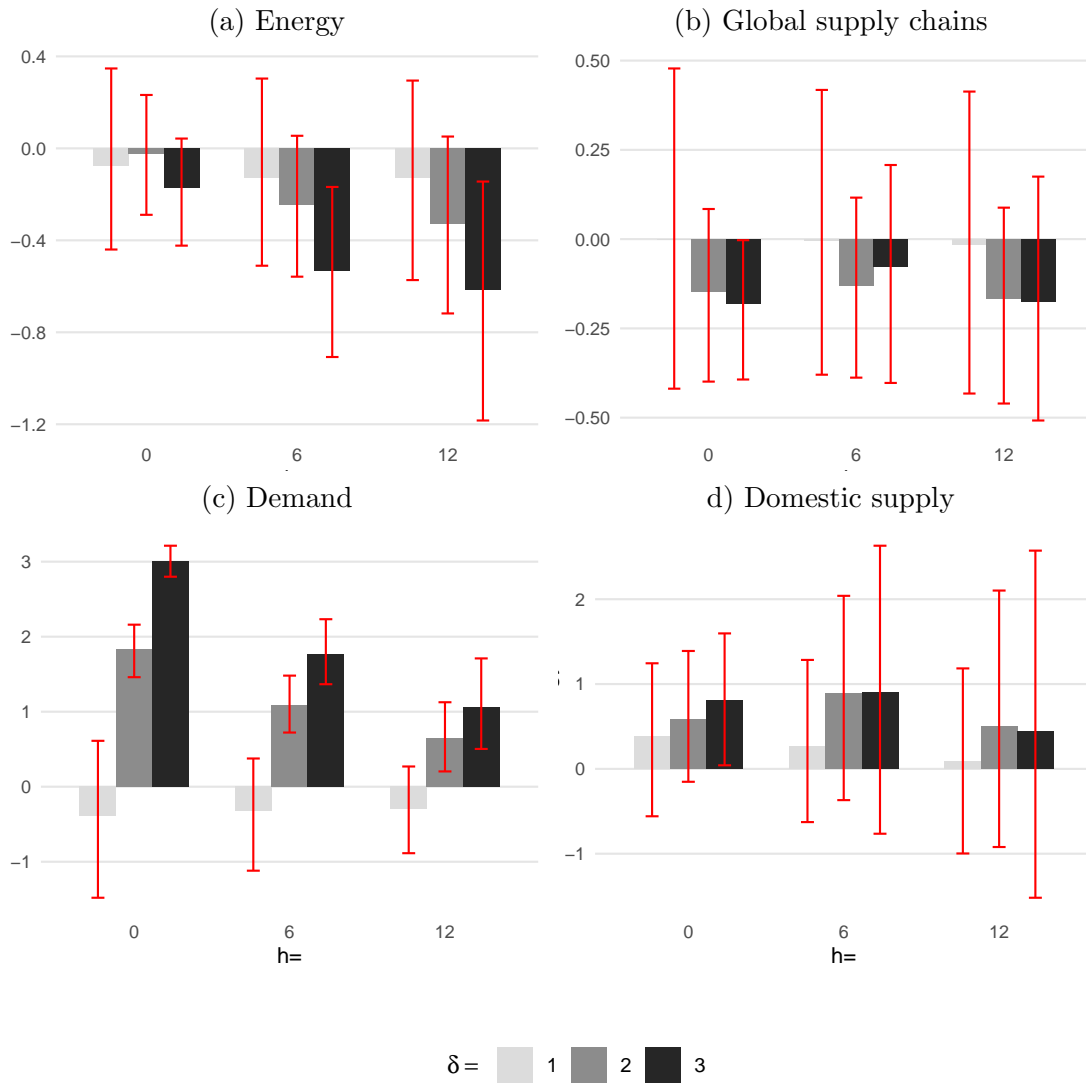 (a) Energy
(b) Global supply chains
0.4
0.0
−0.4
−0.8
−1.2
0 6 12
0.50
0.25
0.00
−0.25
−0.50
0 6 12
(c) Demand
d) Domestic supply
3
2
1
0
−1
0 6 12
h=
2
1
0
−1
0 6 12
h=
δ = 1 2 3